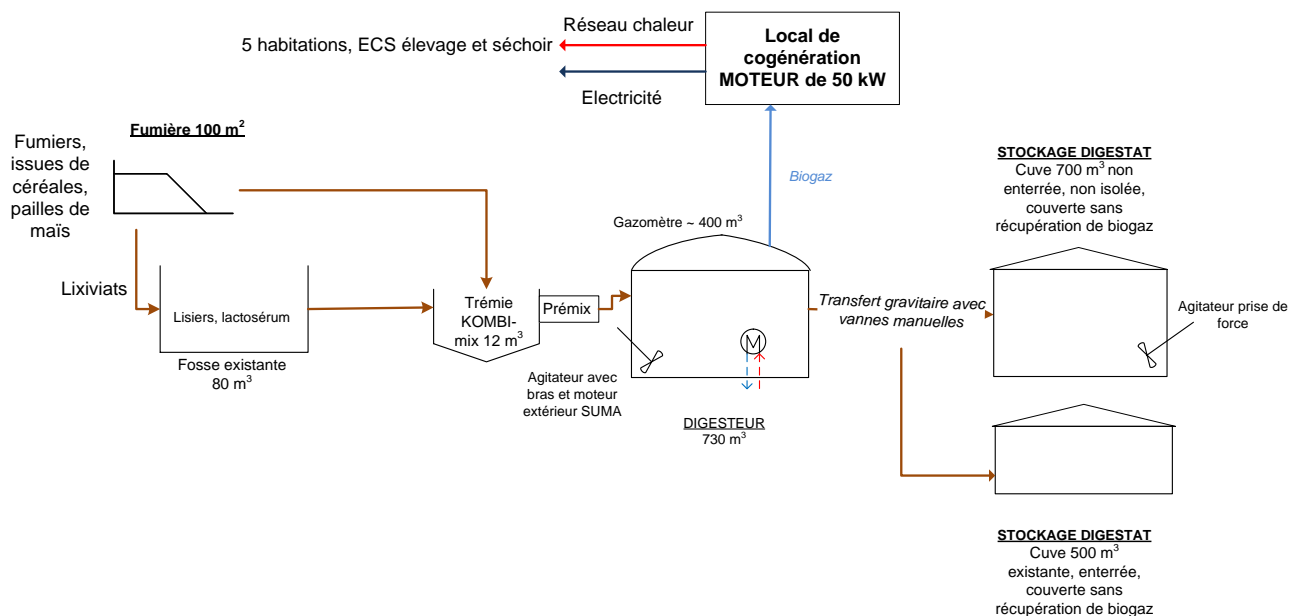 Réseau chaleur
5 habitations, ECS élevage et séchoir
Electricité
Local de
cogénération
MOTEUR de 50 kW
Fumière 100 m²
Fumiers,
issues de
céréales,
pailles de
maïs
Lixiviats
Lisiers, lactosérum
Fosse existante
80 m³
Trémie
KOMBI-
mix 12 m³
Prémix
Biogaz
Gazomètre ~ 400 m³
M
Agitateur avec
bras et moteur
extérieur SUMA
DIGESTEUR
730 m³
Transfert gravitaire avec
vannes manuelles
STOCKAGE DIGESTAT
Cuve 700 m³ non
enterrée, non isolée,
couverte sans
récupération de biogaz
Agitateur prise de
force
STOCKAGE DIGESTAT
Cuve 500 m³
existante, enterrée,
couverte sans
récupération de biogaz